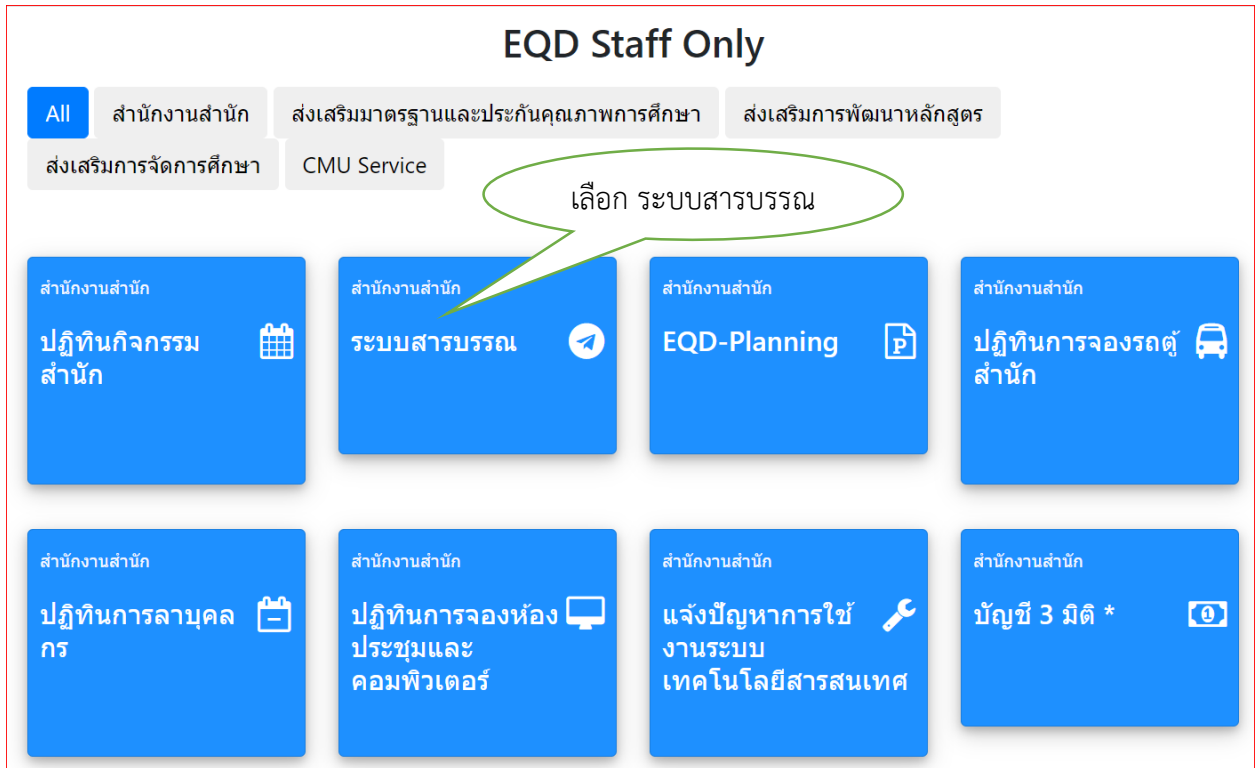 EQD Staff Only
All สำนักงานสำนัก ส่งเสริมมาตรฐานและประกันคุณภาพการศึกษา ส่งเสริมการพัฒนาหลักสูตร
ส่งเสริมการจัดการศึกษา CMU Service
เลือก ระบบสารบรรณ
สำนักงานสำนัก
ปฏิทินกิจกรรม
สำนัก
สำนักงานสำนัก
ระบบสารบรรณ
สำนักงานสำนัก
EQD-Planning
P
สำนักงานสำนัก
ปฏิทินการจองรถตู้
สำนัก
สำนักงานสำนัก
ปฏิทินการลาบุคล
กร
สำนักงานสำนัก
ปฏิทินการจองห้อง
ประชุมและ
คอมพิวเตอร์
สำนักงานสำนัก
แจ้งปัญหาการใช้
งานระบบ
เทคโนโลยีสารสนเทศ
สำนักงานสำนัก
บัญชี 3 มิติ *
1